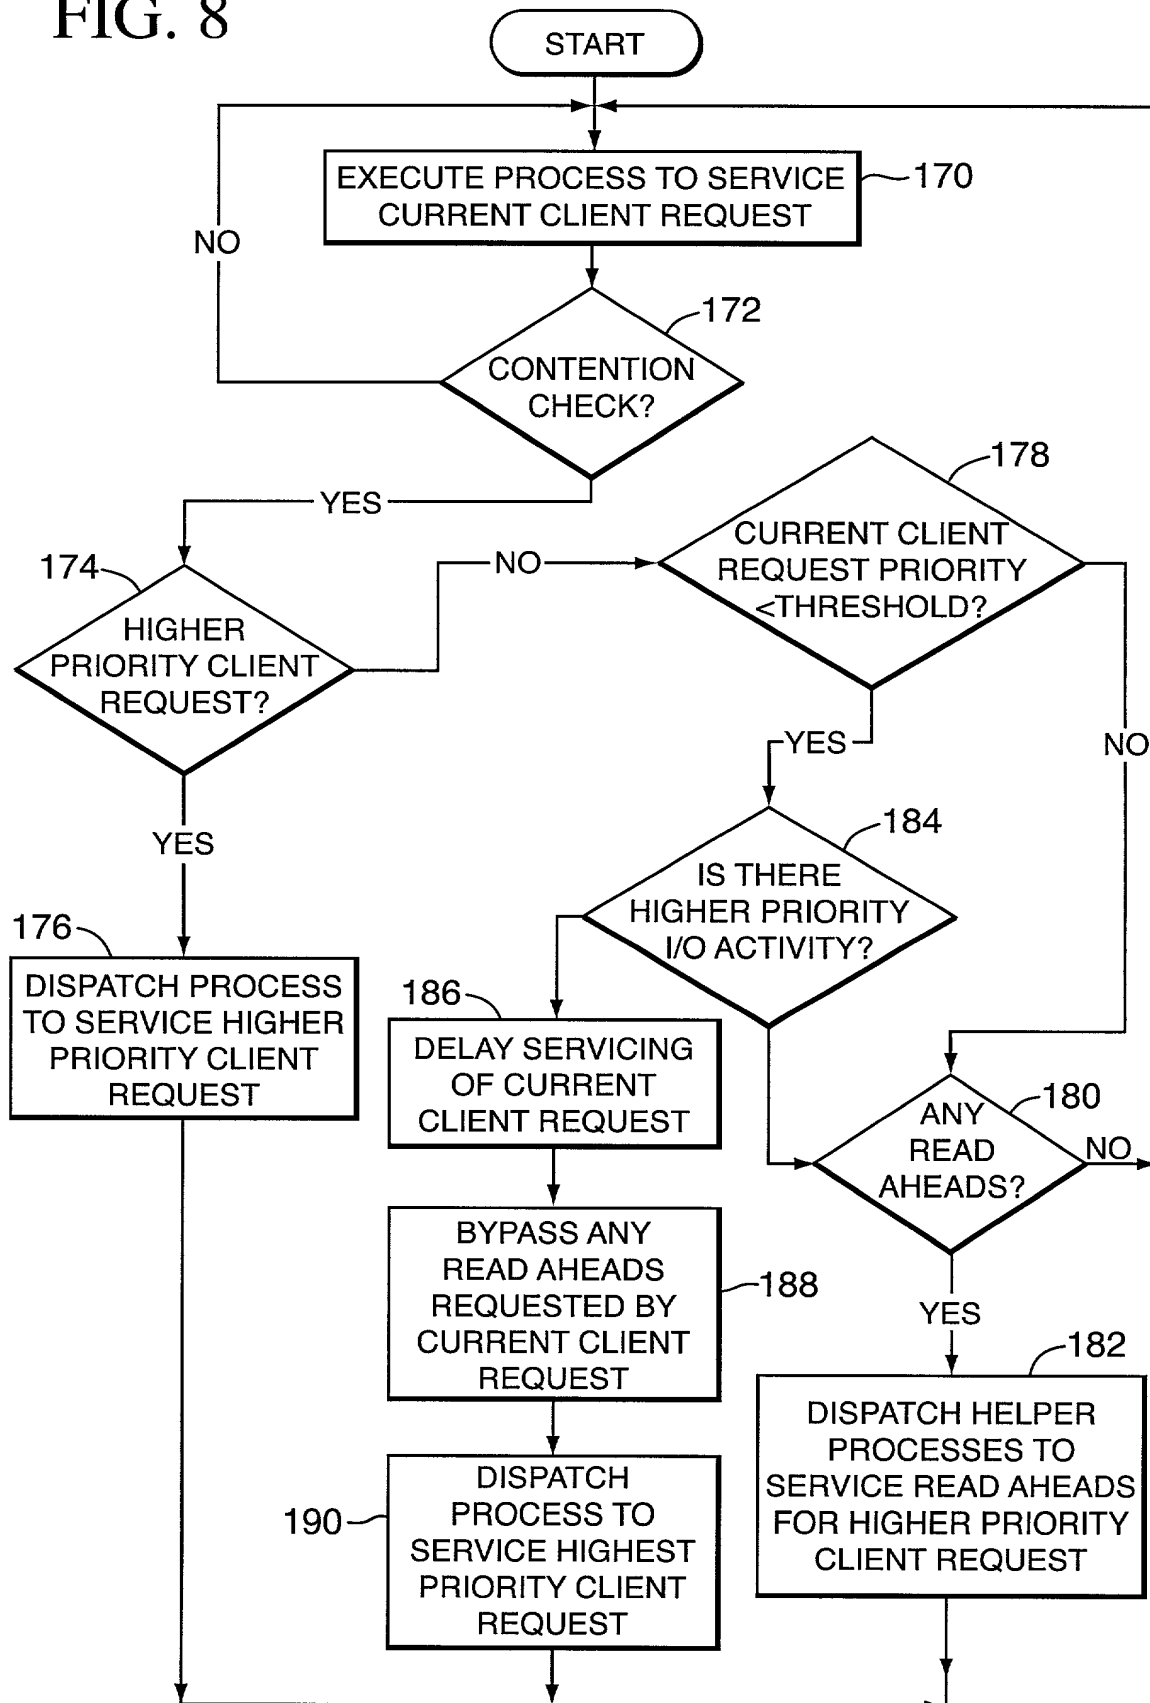 FIG. 8
START
EXECUTE PROCESS TO SERVICE
CURRENT CLIENT REQUEST
170
NO
172
CONTENTION
CHECK?
YES
178
CURRENT CLIENT
REQUEST PRIORITY
<THRESHOLD?
174
HIGHER
PRIORITY CLIENT
REQUEST?
NO
YES
NO
YES
184
IS THERE
HIGHER PRIORITY
I/O ACTIVITY?
176
DISPATCH PROCESS
TO SERVICE HIGHER
PRIORITY CLIENT
REQUEST
186
DELAY SERVICING
OF CURRENT
CLIENT REQUEST
180
ANY
READ
AHEADS?
NO
BYPASS ANY
READ AHEADS
REQUESTED BY
CURRENT CLIENT
REQUEST
188
YES
182
DISPATCH HELPER
PROCESSES TO
SERVICE READ AHEADS
FOR HIGHER PRIORITY
CLIENT REQUEST
190
DISPATCH
PROCESS TO
SERVICE HIGHEST
PRIORITY CLIENT
REQUEST